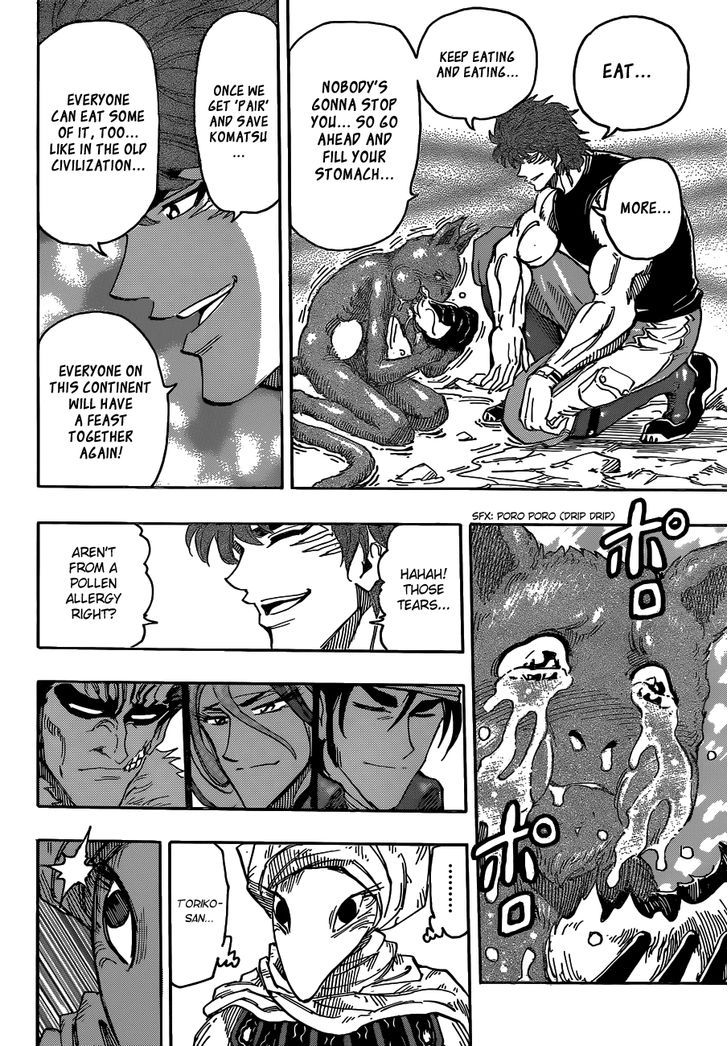 EAT...
KEEP EATING
AND EATING...
MORE...
NOBODY'S
GONNA STOP
YOU... SO GO
AHEAD AND
FILL YOUR
STOMACH...
ONCE WE
GET 'PAIR'
AND SAVE
KOMATSU
...
EVERYONE
CAN EAT SOME
OF IT, TOO...
LIKE IN THE OLD
CIVILIZATION...
EVERYONE ON
THIS CONTINENT
WILL HAVE
A FEAST
TOGETHER
AGAIN!
SFX: PORO PORO (DRIP DRIP)
ポロ
ポロ
HAHAH!
THOSE
TEARS...
AREN'T
FROM A
POLLEN
ALLERGY
RIGHT?
.........
TORIKO-
SAN...